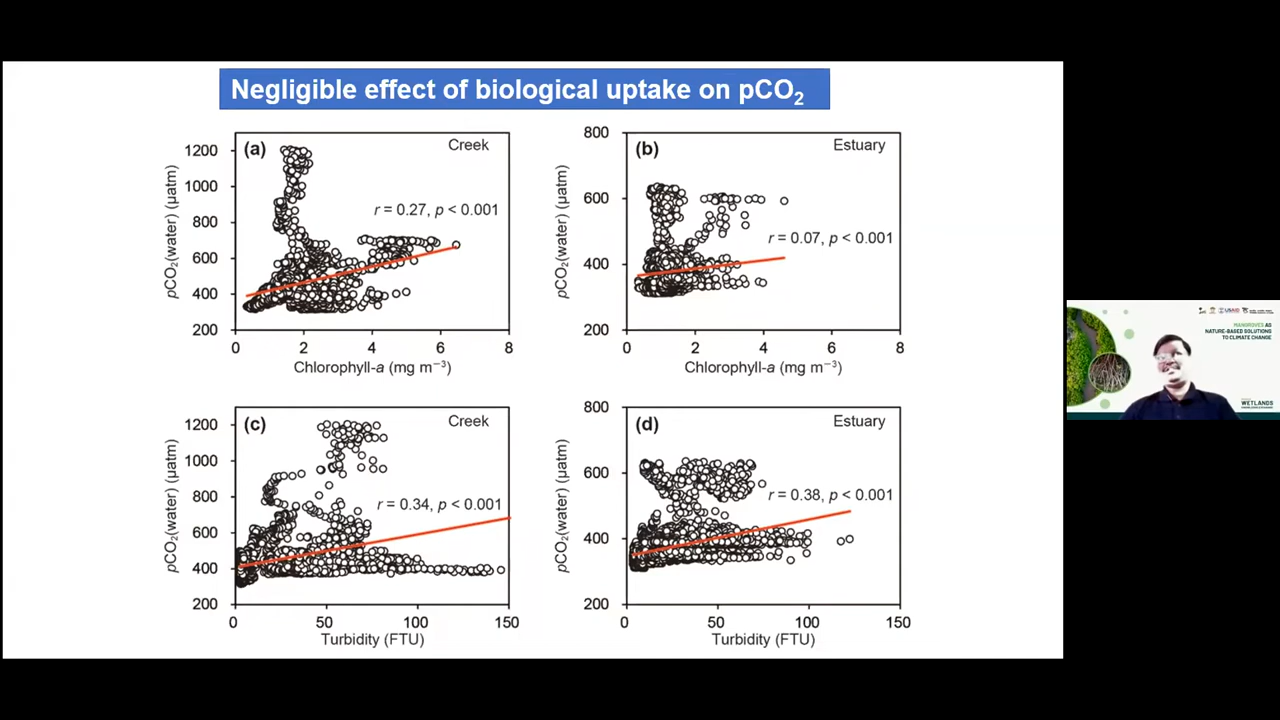 Negligible effect of biological uptake on pCO₂
(a)
Creek
r = 0.27, p < 0.001
pCO₂(water) (µatm)
1200
1000
800
600
400
200
0 2 4 6 8
Chlorophyll-a (mg m⁻³)
(b)
Estuary
r = 0.07, p < 0.001
pCO₂(water) (µatm)
800
600
400
200
0 2 4 6 8
Chlorophyll-a (mg m⁻³)
(c)
Creek
r = 0.34, p < 0.001
pCO₂(water) (µatm)
1200
1000
800
600
400
200
0 50 100 150
Turbidity (FTU)
(d)
Estuary
r = 0.38, p < 0.001
pCO₂(water) (µatm)
800
600
400
200
0 50 100 150
Turbidity (FTU)
USAID
MANGROVES AS
NATURE-BASED SOLUTIONS
TO CLIMATE CHANGE
WETLANDS